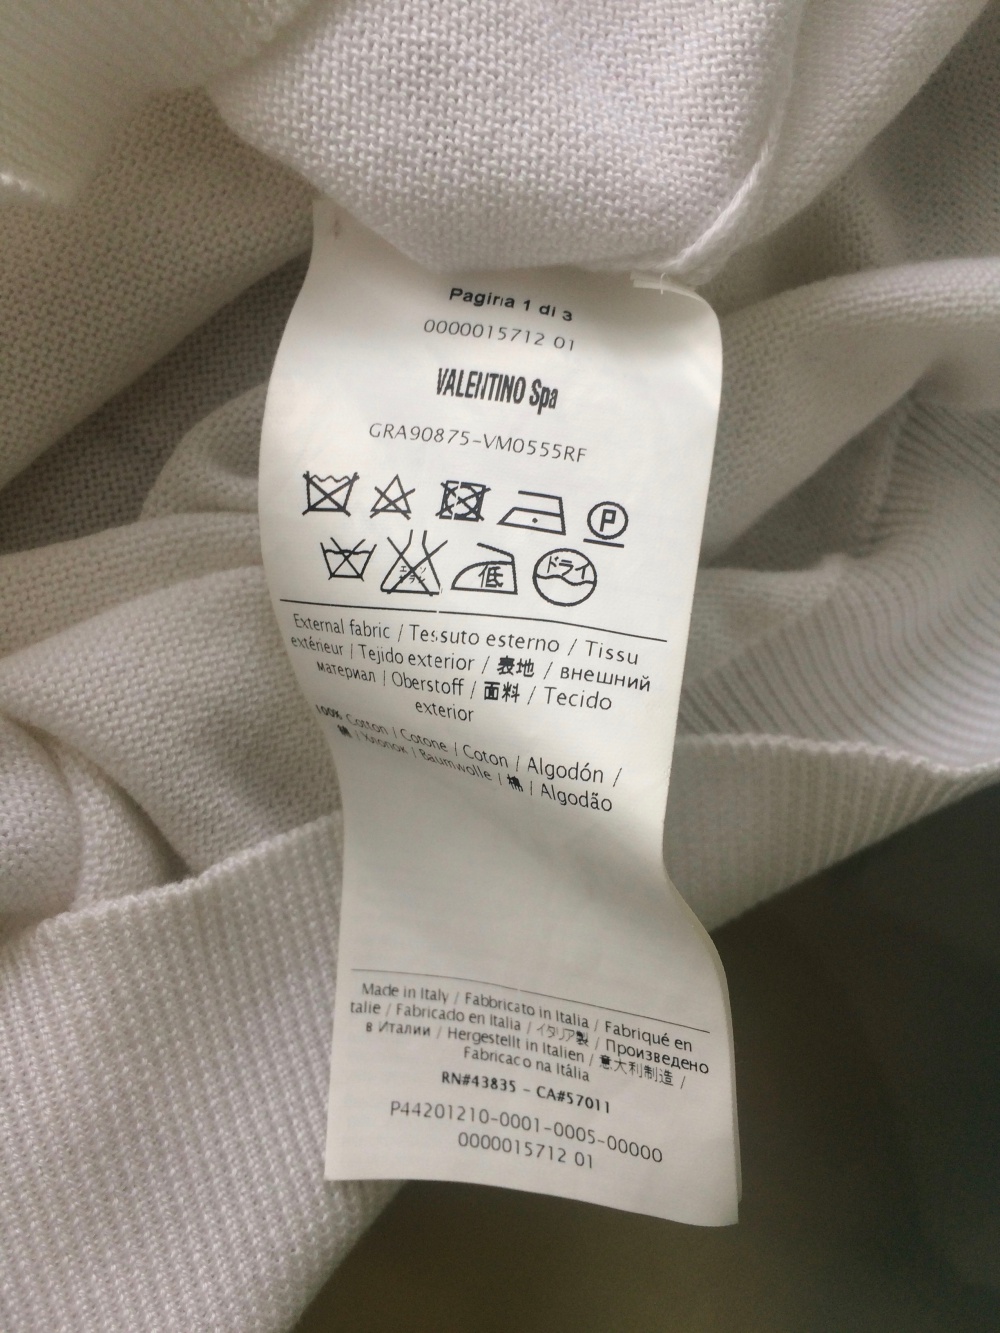 Pagina 1 di 3
0000015712 01
VALENTINO Spa
GRA90875-VM0555RF
P
低 ドライ
External fabric / Tessuto esterno / Tissu
extérieur / Tejido exterior / 表地 / внешний
материал / Oberstoff / 面料 / Tecido
exterior
100% Cotton / Cotone / Coton / Algodón /
綿 / Хлопок / Baumwolle / 棉 / Algodão
Made in Italy / Fabbricato in Italia / Fabriqué en
talie / Fabricado en Italia / イタリア製 / Произведено
в Италии / Hergestellt in Italien / 意大利制造 /
Fabricaco na Itália
RN#43835 - CA#57011
P44201210-0001-0005-00000
0000015712 01